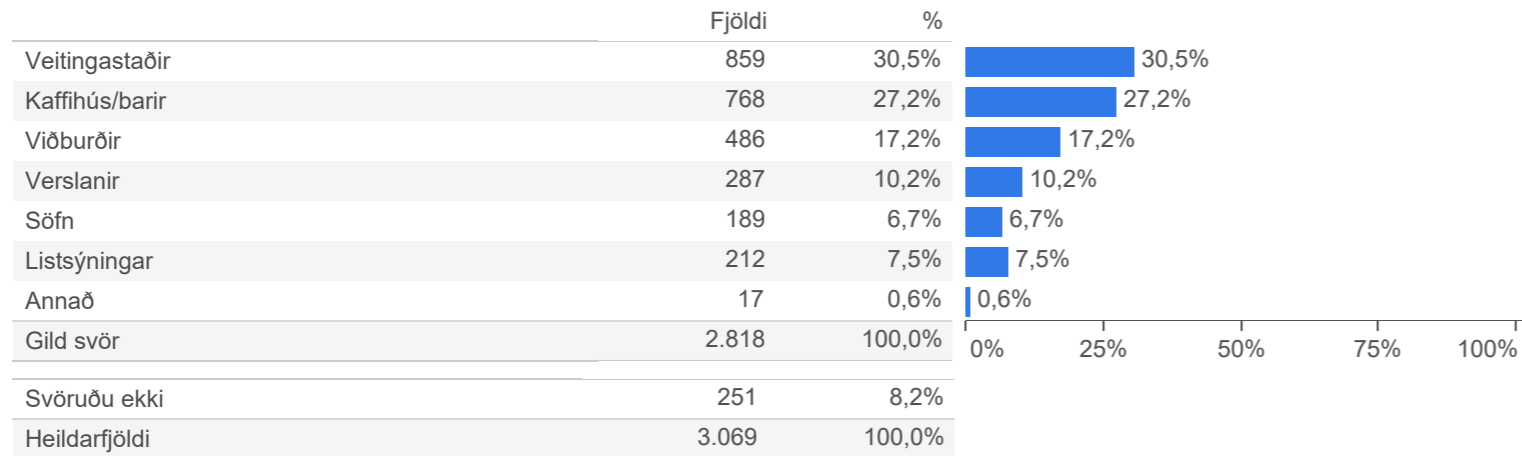 Fjöldi %
Veitingastaðir 859 30,5% 30,5%
Kaffihús/barir 768 27,2% 27,2%
Viðburðir 486 17,2% 17,2%
Verslanir 287 10,2% 10,2%
Söfn 189 6,7% 6,7%
Listsýningar 212 7,5% 7,5%
Annað 17 0,6% 0,6%
Gild svör 2.818 100,0%
0% 25% 50% 75% 100%
Svöruðu ekki 251 8,2%
Heildarfjöldi 3.069 100,0%